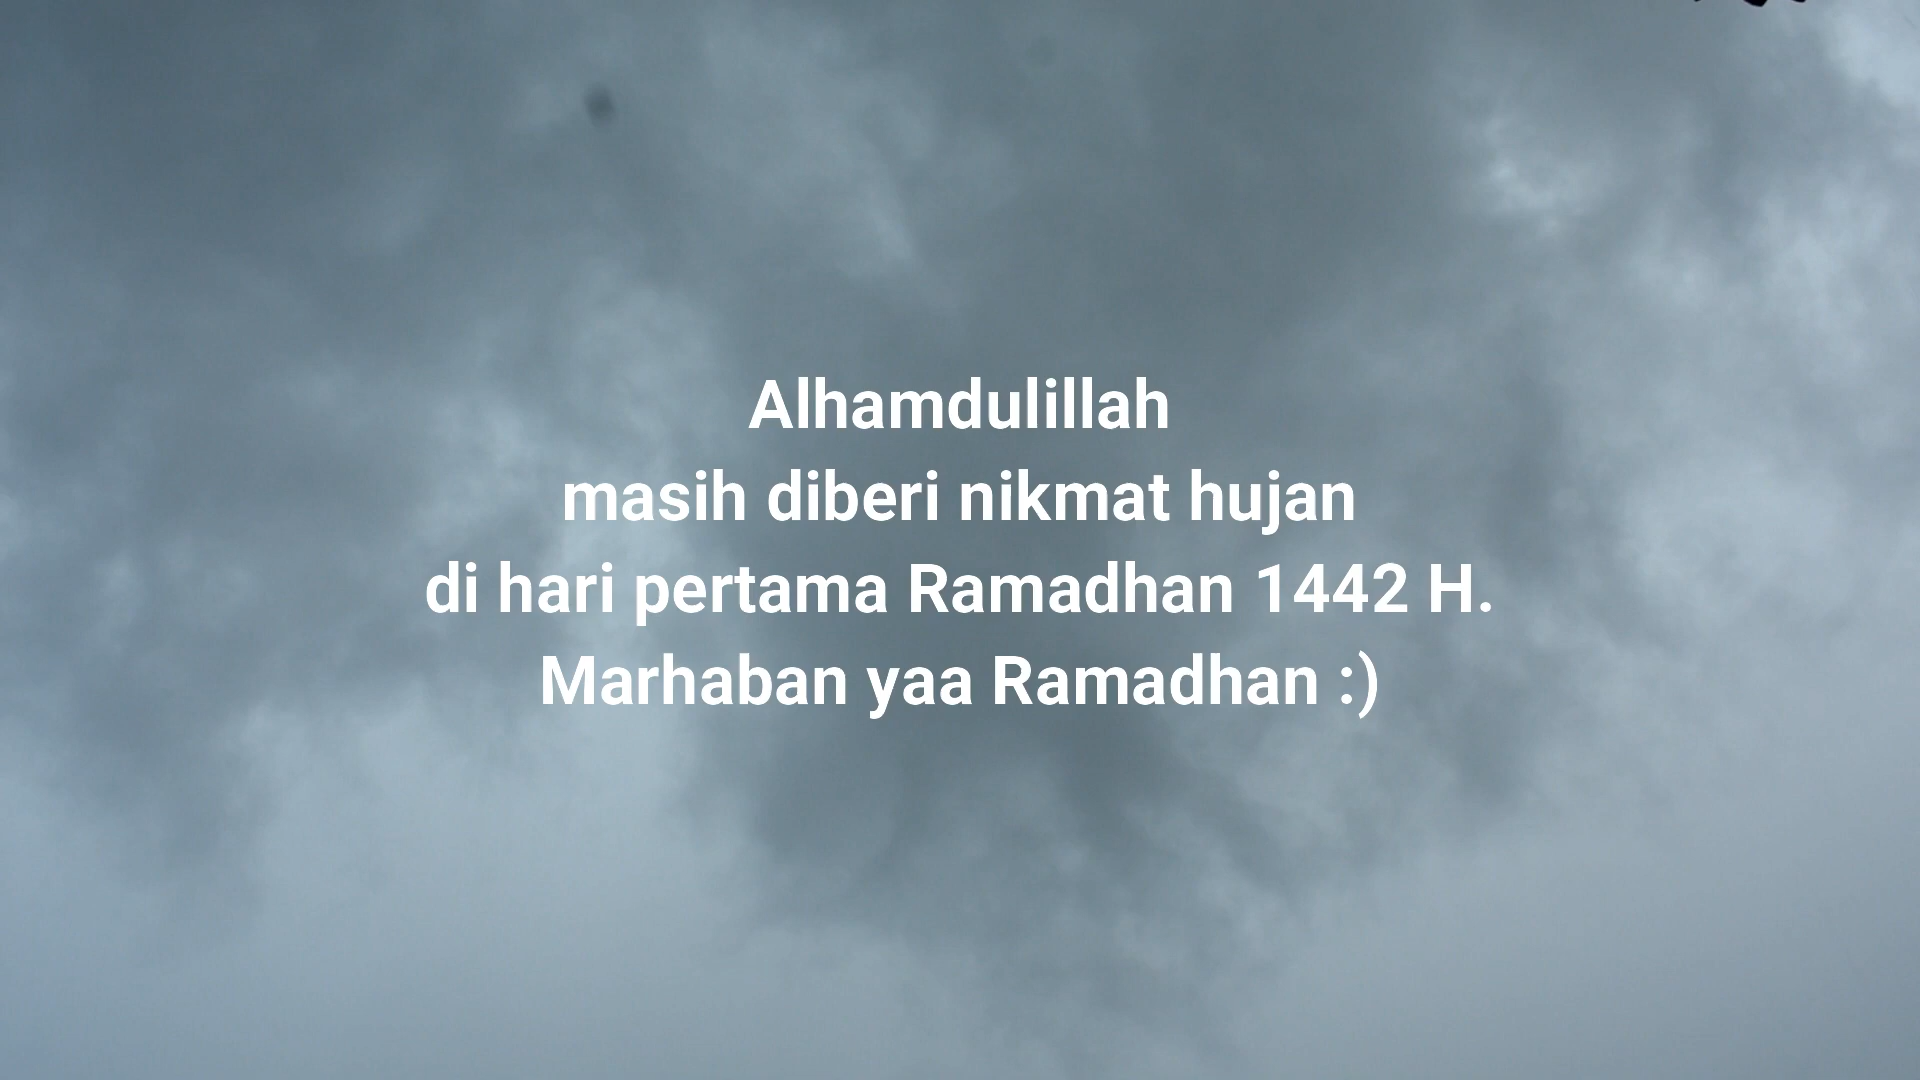 Alhamdulillah
masih diberi nikmat hujan
di hari pertama Ramadhan 1442 H.
Marhaban yaa Ramadhan :)